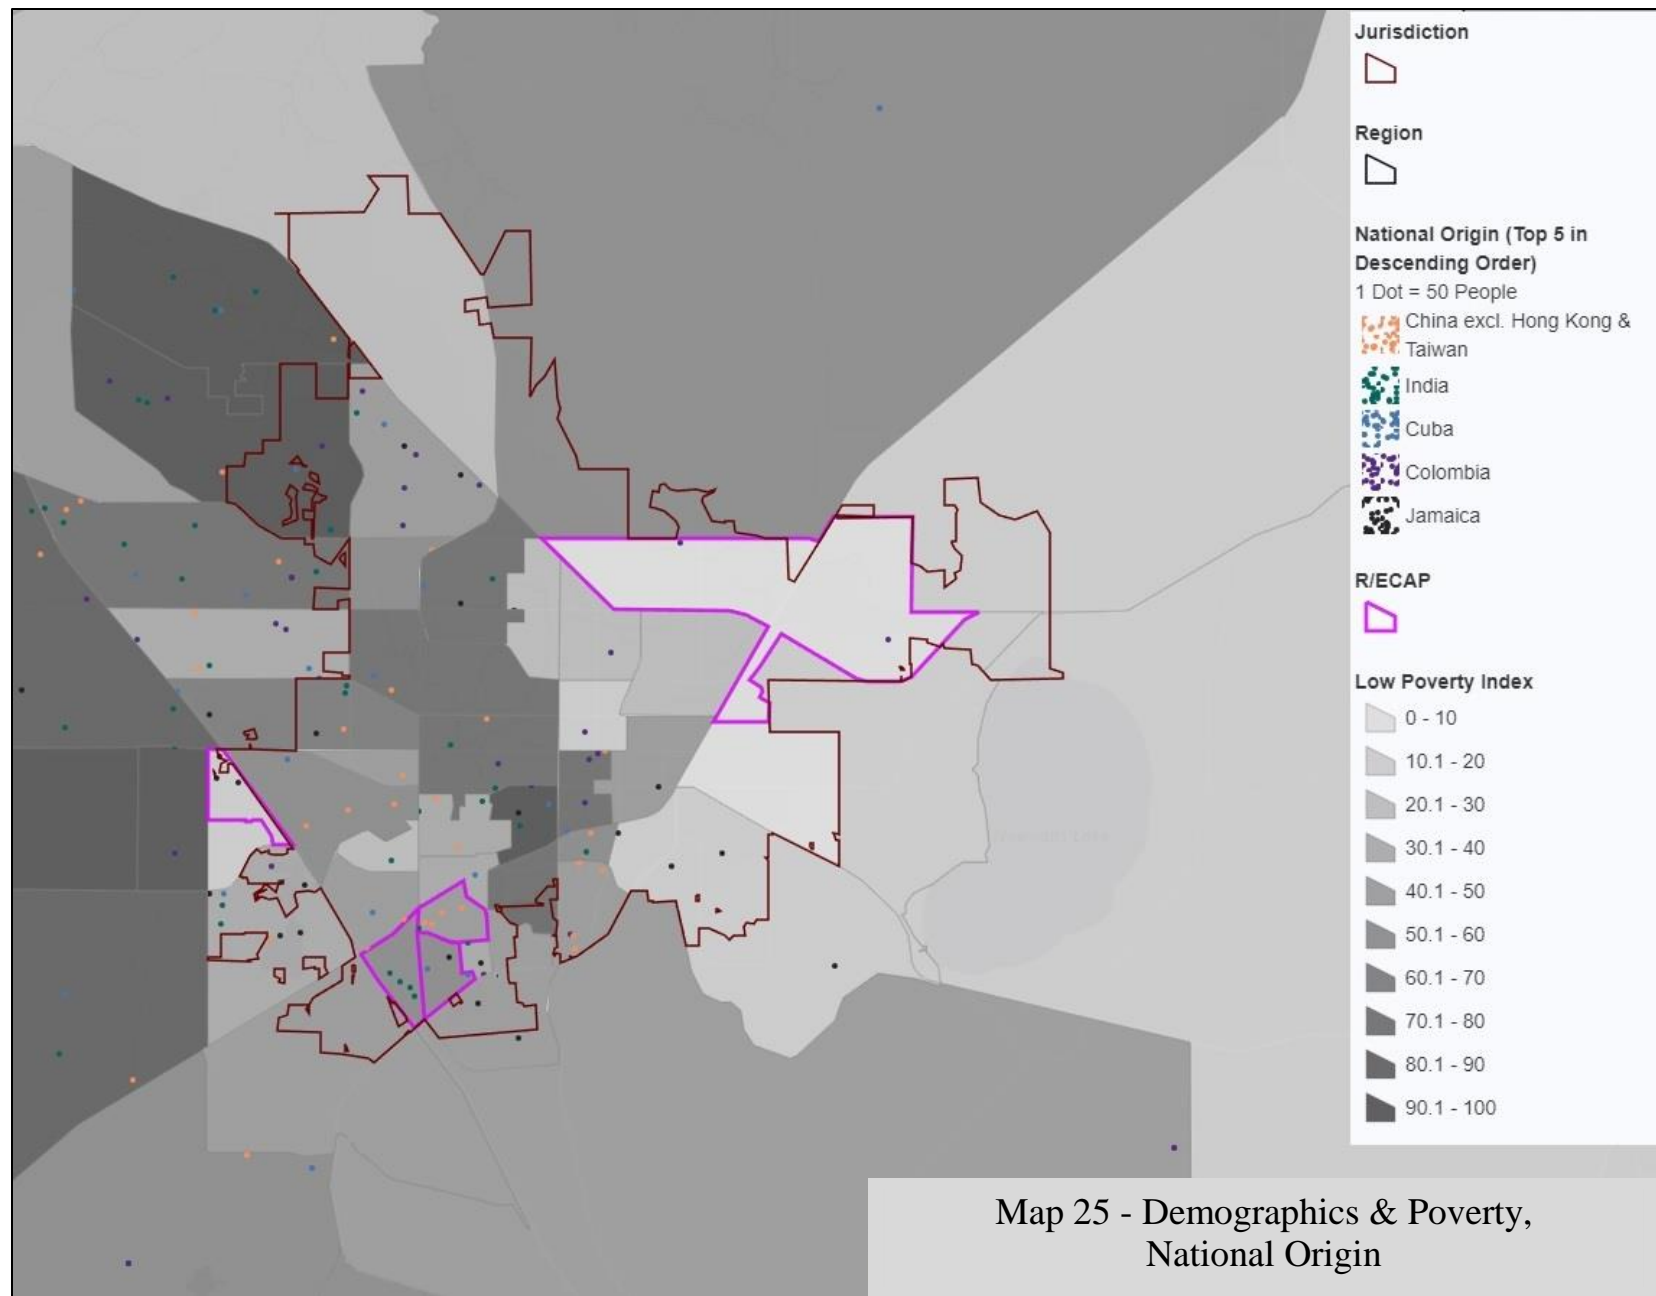 Jurisdiction
Region
National Origin (Top 5 in
Descending Order)
1 Dot = 50 People
China excl. Hong Kong &
Taiwan
India
Cuba
Colombia
Jamaica
R/ECAP
Low Poverty Index
0 - 10
10.1 - 20
20.1 - 30
30.1 - 40
40.1 - 50
50.1 - 60
60.1 - 70
70.1 - 80
80.1 - 90
90.1 - 100
Map 25 - Demographics & Poverty,
National Origin